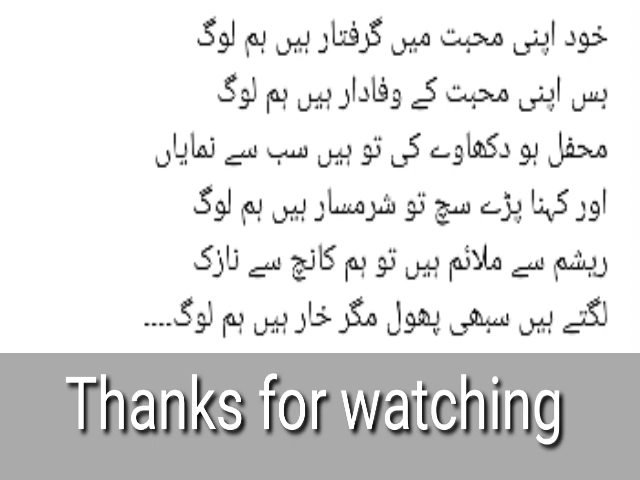 خود اپنی محبت میں گرفتار ہیں ہم لوگ
بس اپنی محبت کے وفادار ہیں ہم لوگ
محفل ہو دکھاوے کی تو ہیں سب سے نمایاں
اور کہنا پڑے سچ تو شرمسار ہیں ہم لوگ
ریشم سے ملائم ہیں تو ہم کانچ سے نازک
لگتے ہیں سبھی پھول مگر خار ہیں ہم لوگ....
Thanks for watching